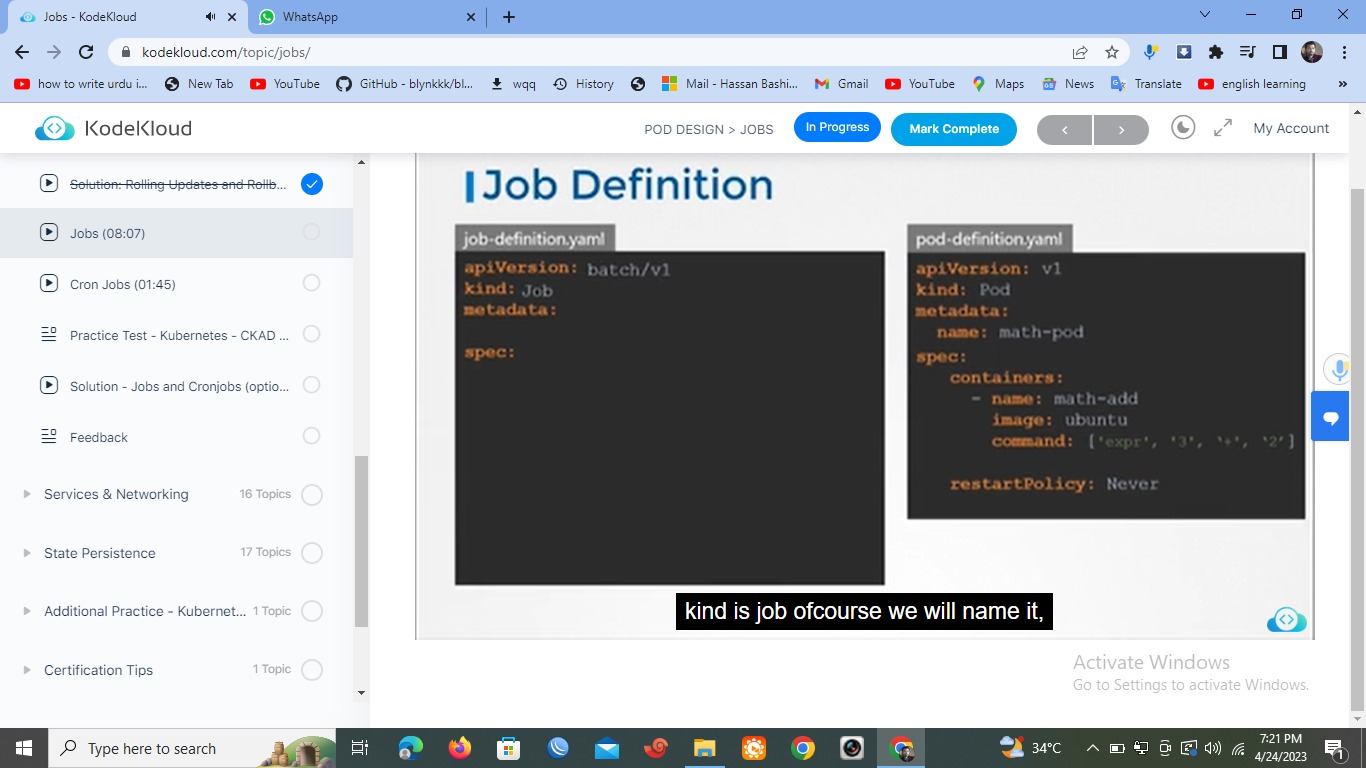 Jobs - KodeKloud
WhatsApp
kodekloud.com/topic/jobs/
how to write urdu i...
New Tab
YouTube
GitHub - blynkkk/bl...
wqq
History
Mail - Hassan Bashi...
Gmail
YouTube
Maps
News
Translate
english learning
»
KodeKloud
POD DESIGN > JOBS
In Progress
Mark Complete
My Account
Solution: Rolling Updates and Rollb...
Jobs (08:07)
Cron Jobs (01:45)
Practice Test - Kubernetes - CKAD ...
Solution - Jobs and Cronjobs (optio...
Feedback
Services & Networking 16 Topics
State Persistence 17 Topics
Additional Practice - Kubernet... 1 Topic
Certification Tips 1 Topic
Job Definition
job-definition.yaml
apiVersion: batch/v1
kind: Job
metadata:
spec:
pod-definition.yaml
apiVersion: v1
kind: Pod
metadata:
name: math-pod
spec:
containers:
- name: math-add
image: ubuntu
command: ['expr', '3', '+', '2']
restartPolicy: Never
kind is job ofcourse we will name it,
Activate Windows
Go to Settings to activate Windows.
Type here to search
34°C
7:21 PM
4/24/2023
1